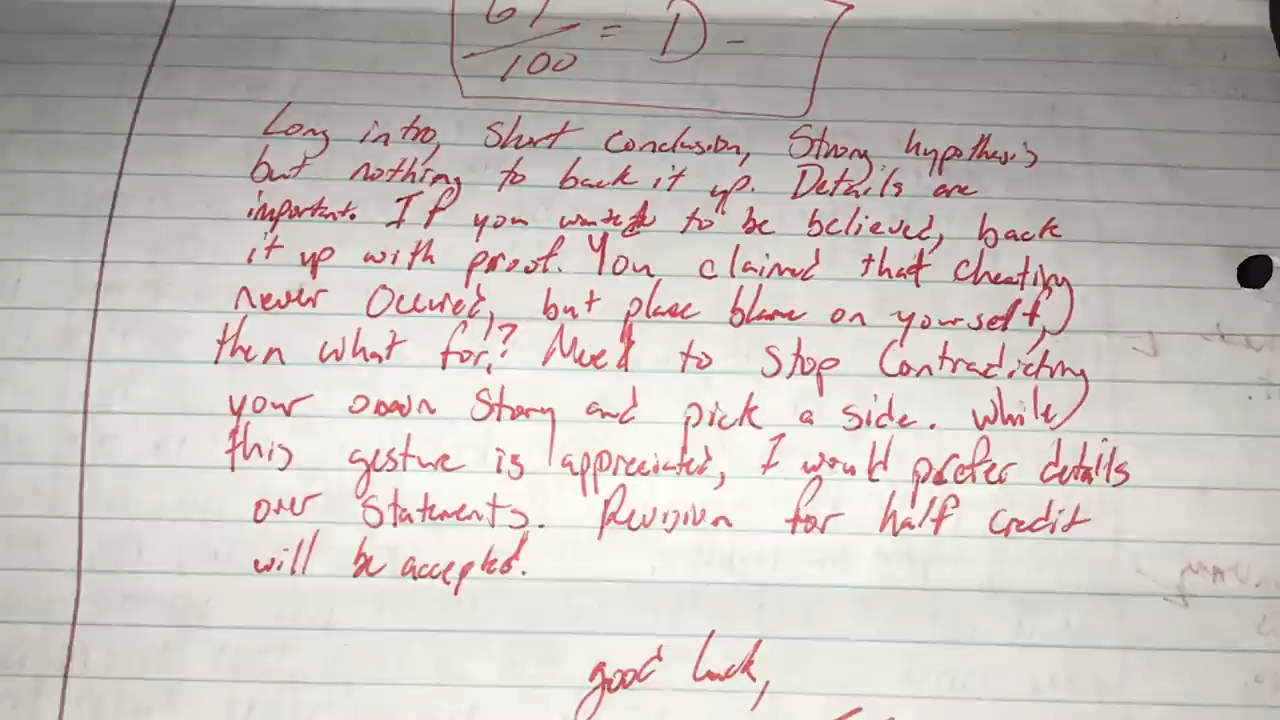 61
100 = D-
Long intro, Short Conclusion, Strong hypothesis
but nothing to back it up. Details are
important. If you want to be believed, back
it up with proof. You claimed that cheating
never Occured, but place blame on yourself,
then what for!? Need to Stop Contradicting
your own Story and pick a side. While
this gesture is appreciated, I would prefer details
over Statements. Revision for half credit
will be accepted.
good luck,